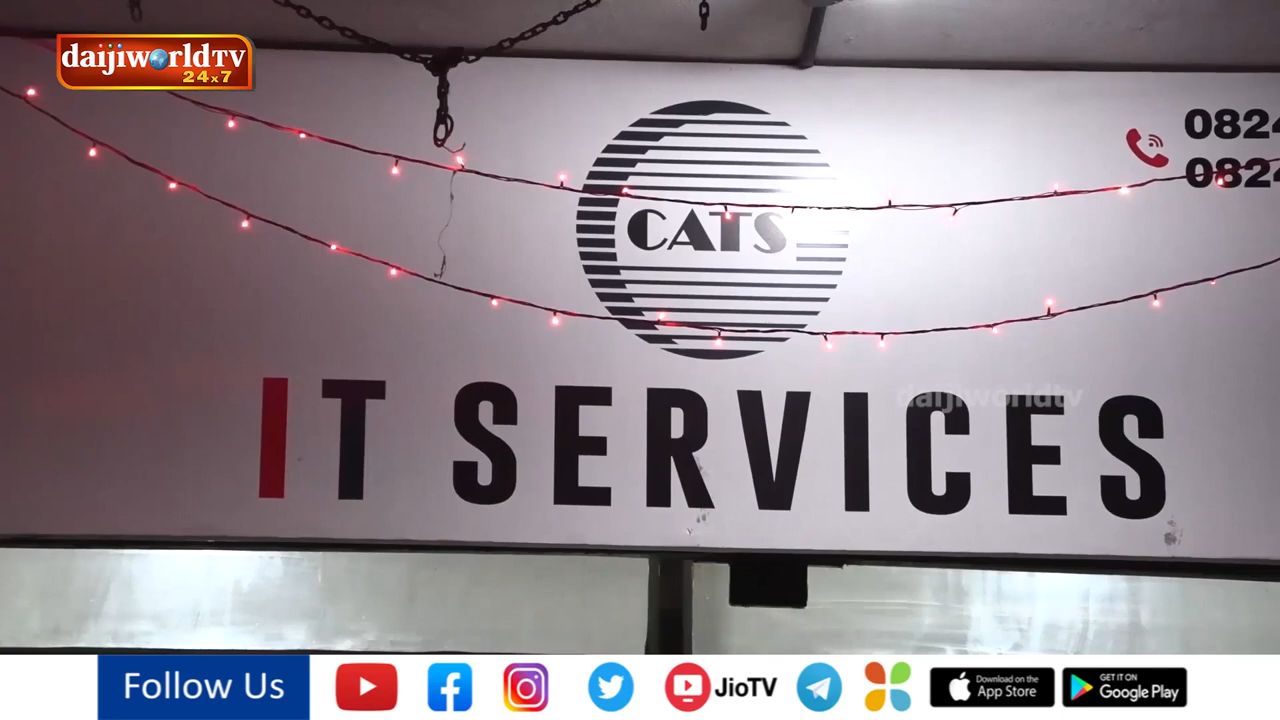 daijiworldTV
24x7
0824
0824
CATS
IT SERVICES
daijiworldtv
Follow Us
JioTV
Download on the
App Store
GET IT ON
Google Play